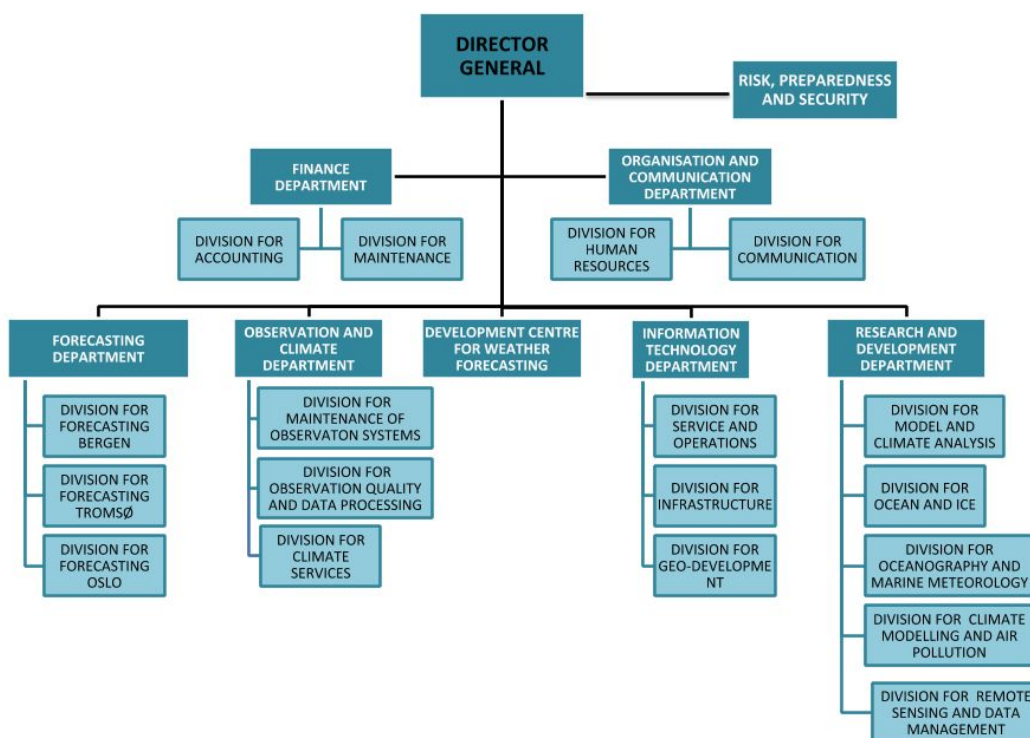 DIRECTOR
GENERAL
RISK, PREPAREDNESS
AND SECURITY
FINANCE
DEPARTMENT
ORGANISATION AND
COMMUNICATION
DEPARTMENT
DIVISION FOR
ACCOUNTING
DIVISION FOR
MAINTENANCE
DIVISION FOR
HUMAN
RESOURCES
DIVISION FOR
COMMUNICATION
FORECASTING
DEPARTMENT
OBSERVATION AND
CLIMATE
DEPARTMENT
DEVELOPMENT CENTRE
FOR WEATHER
FORECASTING
INFORMATION
TECHNOLOGY
DEPARTMENT
RESEARCH AND
DEVELOPMENT
DEPARTMENT
DIVISION FOR
FORECASTING
BERGEN
DIVISION FOR
FORECASTING
TROMSØ
DIVISION FOR
FORECASTING
OSLO
DIVISION FOR
MAINTENANCE OF
OBSERVATON SYSTEMS
DIVISION FOR
OBSERVATION QUALITY
AND DATA PROCESSING
DIVISION FOR
CLIMATE
SERVICES
DIVISION FOR
SERVICE AND
OPERATIONS
DIVISION FOR
INFRASTRUCTURE
DIVISION FOR
GEO-DEVELOPME
NT
DIVISION FOR
MODEL AND
CLIMATE ANALYSIS
DIVISION FOR
OCEAN AND ICE
DIVISION FOR
OCEANOGRAPHY AND
MARINE METEOROLOGY
DIVISION FOR CLIMATE
MODELLING AND AIR
POLLUTION
DIVISION FOR REMOTE
SENSING AND DATA
MANAGEMENT